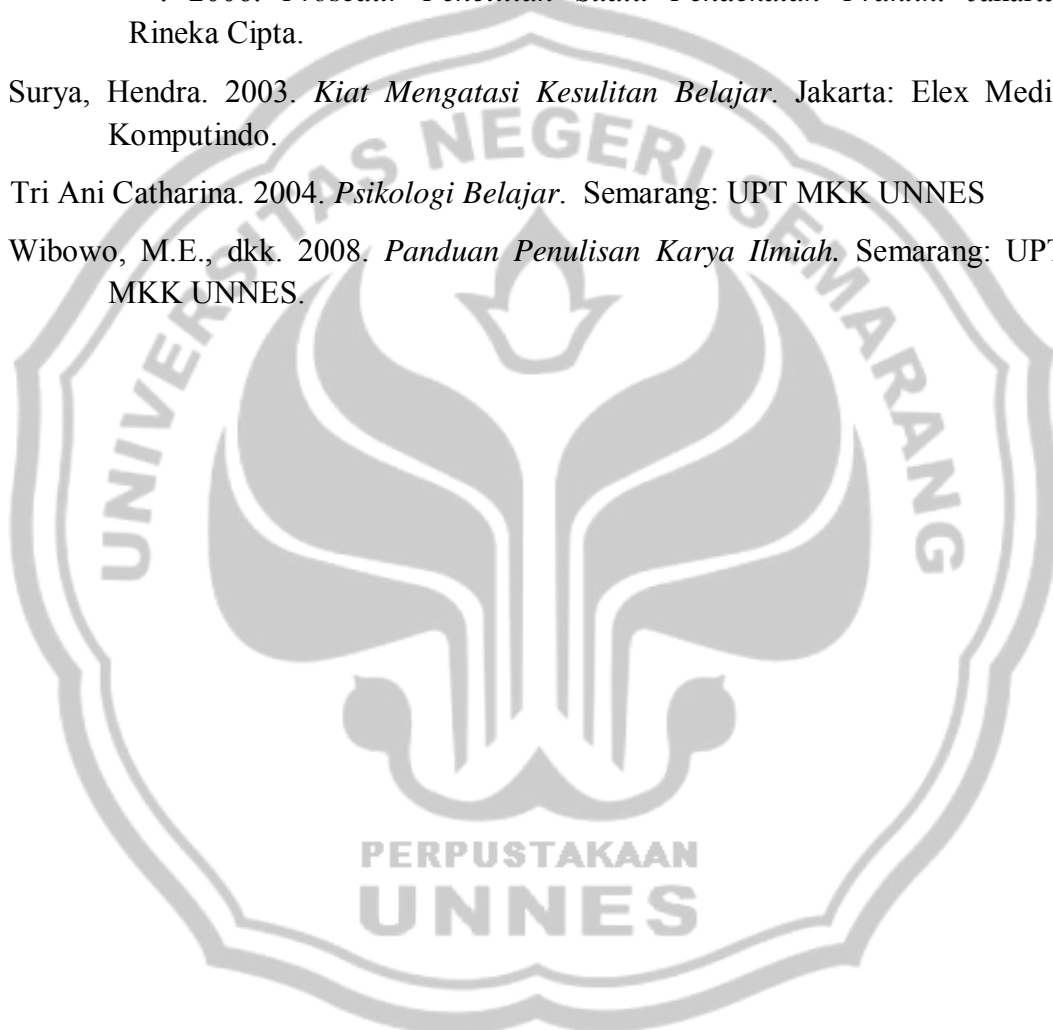 Rineka Cipta.
Surya, Hendra. 2003. Kiat Mengatasi Kesulitan Belajar. Jakarta: Elex Medi
Komputindo.
Tri Ani Catharina. 2004. Psikologi Belajar. Semarang: UPT MKK UNNES
Wibowo, M.E., dkk. 2008. Panduan Penulisan Karya Ilmiah. Semarang: UPT
MKK UNNES.
UNIVERSITAS NEGERI SEMARANG
PERPUSTAKAAN
UNNES